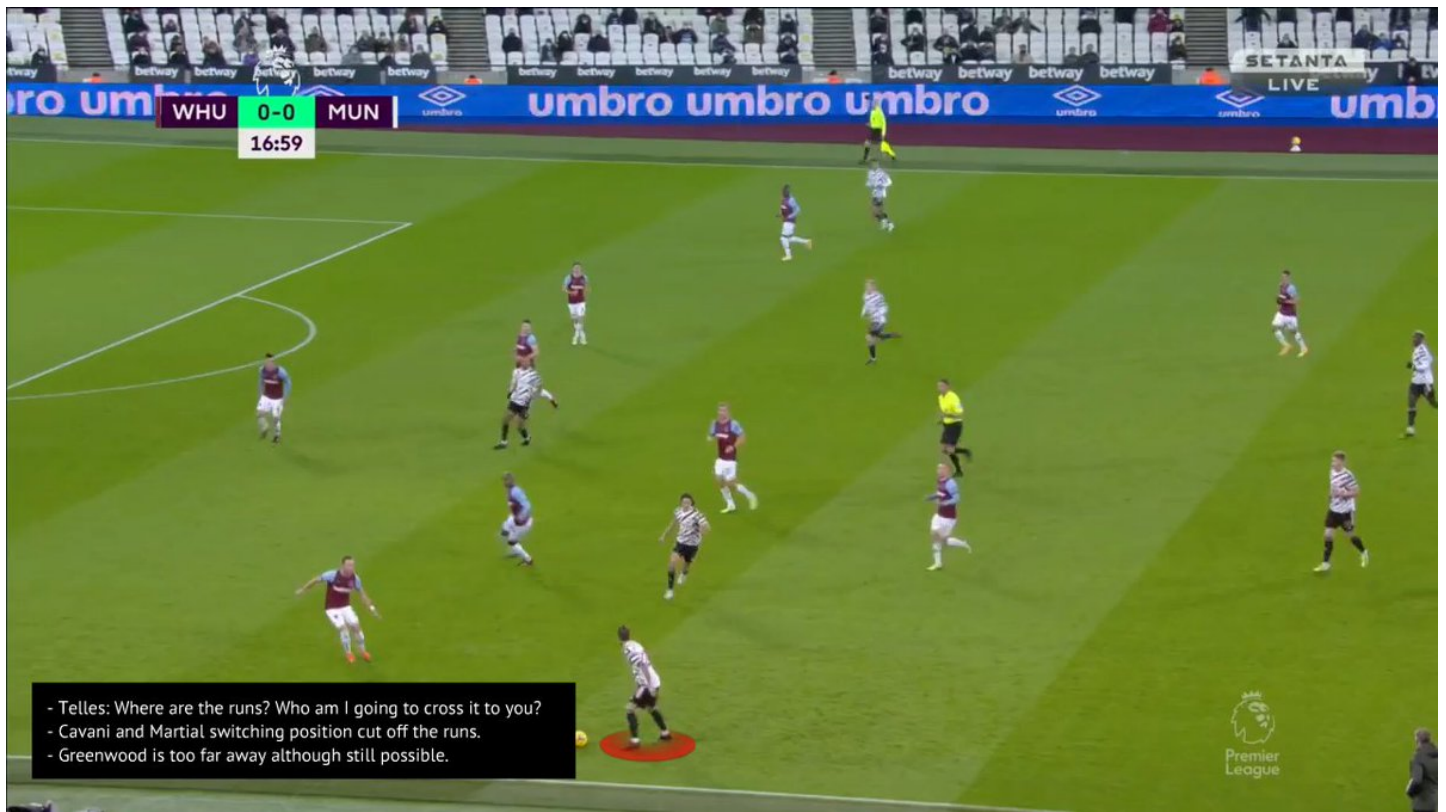 betway betway betway betway betway betway betway betway betway betway betway betway betway betway betway
SETANTA
LIVE
bro umbro umbro umbro umbro umbro umbro umb
WHU 0-0 MUN
16:59
- Telles: Where are the runs? Who am I going to cross it to you?
- Cavani and Martial switching position cut off the runs.
- Greenwood is too far away although still possible.
Premier
League